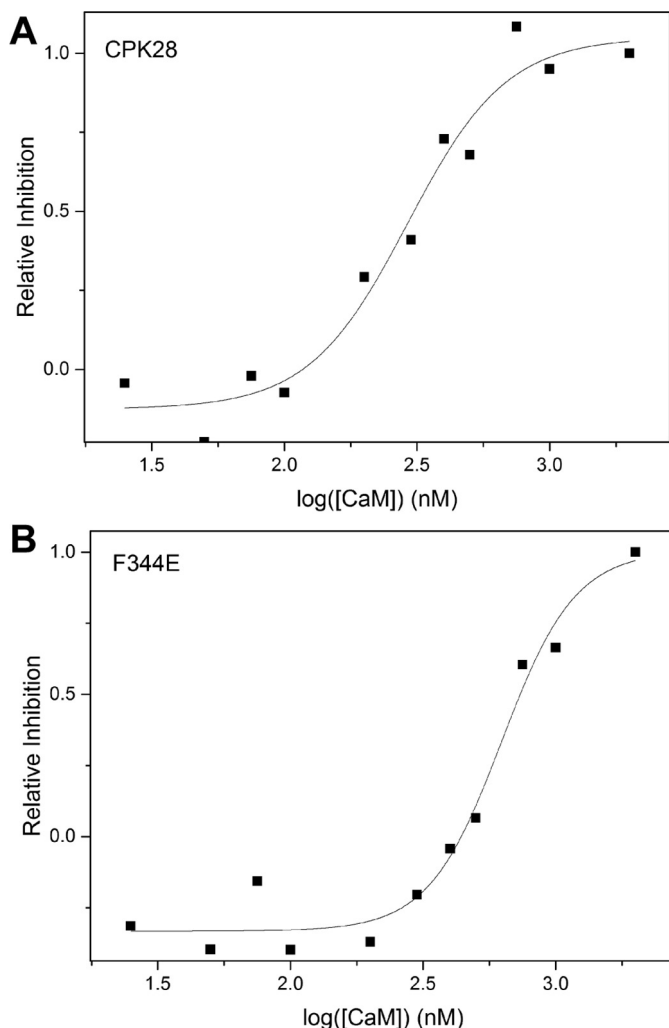 A
CPK28
1.0
0.5
0.0
Relative Inhibition
1.5 2.0 2.5 3.0
log([CaM]) (nM)
B
F344E
1.0
0.5
0.0
Relative Inhibition
1.5 2.0 2.5 3.0
log([CaM]) (nM)